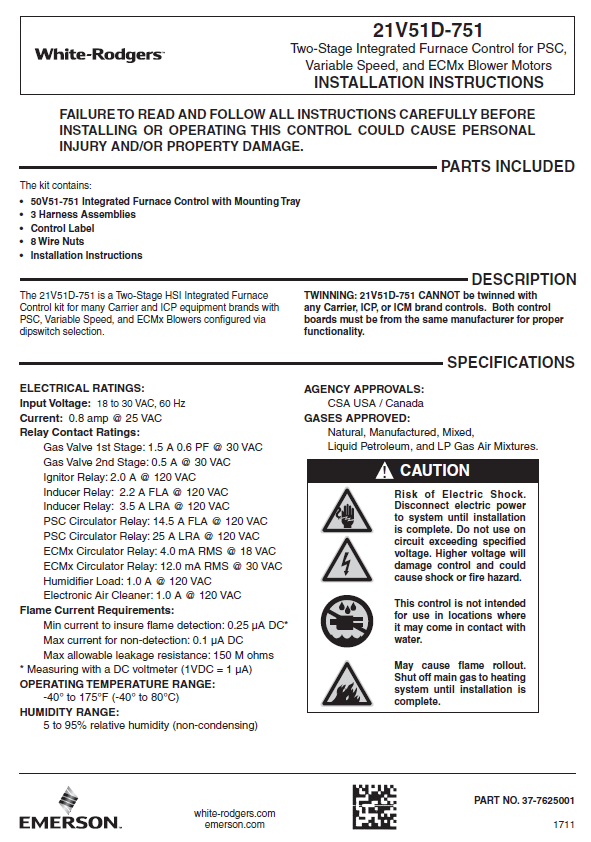 White-Rodgers™
21V51D-751
Two-Stage Integrated Furnace Control for PSC,
Variable Speed, and ECMx Blower Motors
INSTALLATION INSTRUCTIONS
FAILURE TO READ AND FOLLOW ALL INSTRUCTIONS CAREFULLY BEFORE
INSTALLING OR OPERATING THIS CONTROL COULD CAUSE PERSONAL
INJURY AND/OR PROPERTY DAMAGE.
PARTS INCLUDED
The kit contains:
• 50V51-751 Integrated Furnace Control with Mounting Tray
• 3 Harness Assemblies
• Control Label
• 8 Wire Nuts
• Installation Instructions
DESCRIPTION
The 21V51D-751 is a Two-Stage HSI Integrated Furnace
Control kit for many Carrier and ICP equipment brands with
PSC, Variable Speed, and ECMx Blowers configured via
dipswitch selection.
TWINNING: 21V51D-751 CANNOT be twinned with
any Carrier, ICP, or ICM brand controls. Both control
boards must be from the same manufacturer for proper
functionality.
SPECIFICATIONS
ELECTRICAL RATINGS:
Input Voltage: 18 to 30 VAC, 60 Hz
Current: 0.8 amp @ 25 VAC
Relay Contact Ratings:
Gas Valve 1st Stage: 1.5 A 0.6 PF @ 30 VAC
Gas Valve 2nd Stage: 0.5 A @ 30 VAC
Ignitor Relay: 2.0 A @ 120 VAC
Inducer Relay: 2.2 A FLA @ 120 VAC
Inducer Relay: 3.5 A LRA @ 120 VAC
PSC Circulator Relay: 14.5 A FLA @ 120 VAC
PSC Circulator Relay: 25 A LRA @ 120 VAC
ECMx Circulator Relay: 4.0 mA RMS @ 18 VAC
ECMx Circulator Relay: 12.0 mA RMS @ 30 VAC
Humidifier Load: 1.0 A @ 120 VAC
Electronic Air Cleaner: 1.0 A @ 120 VAC
Flame Current Requirements:
Min current to insure flame detection: 0.25 µA DC*
Max current for non-detection: 0.1 µA DC
Max allowable leakage resistance: 150 M ohms
* Measuring with a DC voltmeter (1VDC = 1 µA)
OPERATING TEMPERATURE RANGE:
-40° to 175°F (-40° to 80°C)
HUMIDITY RANGE:
5 to 95% relative humidity (non-condensing)
AGENCY APPROVALS:
CSA USA / Canada
GASES APPROVED:
Natural, Manufactured, Mixed,
Liquid Petroleum, and LP Gas Air Mixtures.
CAUTION
Risk of Electric Shock.
Disconnect electric power
to system until installation
is complete. Do not use on
circuit exceeding specified
voltage. Higher voltage will
damage control and could
cause shock or fire hazard.
This control is not intended
for use in locations where
it may come in contact with
water.
May cause flame rollout.
Shut off main gas to heating
system until installation is
complete.
EMERSON™
white-rodgers.com
emerson.com
PART NO. 37-7625001
1711